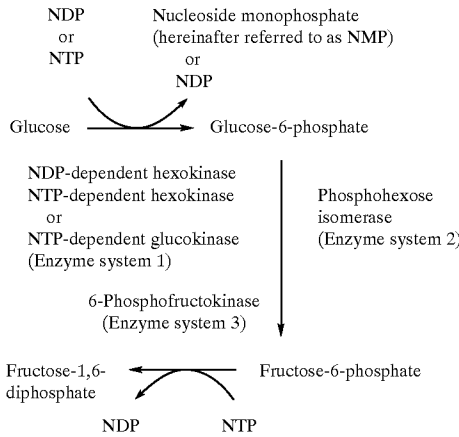 NDP
or
NTP
Nucleoside monophosphate
(hereinafter referred to as NMP)
or
NDP
Glucose
Glucose-6-phosphate
NDP-dependent hexokinase
NTP-dependent hexokinase
or
NTP-dependent glucokinase
(Enzyme system 1)
Phosphohexose
isomerase
(Enzyme system 2)
6-Phosphofructokinase
(Enzyme system 3)
Fructose-1,6-
diphosphate
Fructose-6-phosphate
NDP
NTP